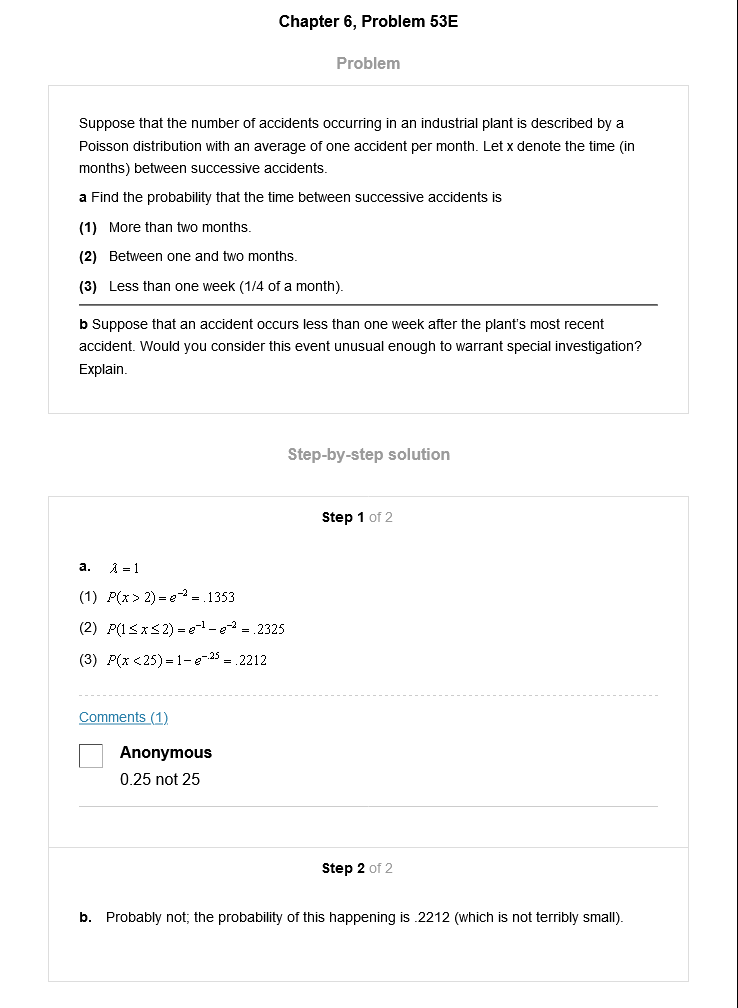 Chapter 6, Problem 53E
Problem
Suppose that the number of accidents occurring in an industrial plant is described by a
Poisson distribution with an average of one accident per month. Let x denote the time (in
months) between successive accidents.
a Find the probability that the time between successive accidents is
(1) More than two months.
(2) Between one and two months.
(3) Less than one week (1/4 of a month).
b Suppose that an accident occurs less than one week after the plant's most recent
accident. Would you consider this event unusual enough to warrant special investigation?
Explain.
Step-by-step solution
Step 1 of 2
a. λ = 1
(1) P(x > 2) = e⁻² = .1353
(2) P(1 ≤ x ≤ 2) = e⁻¹ − e⁻² = .2325
(3) P(x < 25) = 1 − e^-.25 = .2212
Comments (1)
Anonymous
0.25 not 25
Step 2 of 2
b. Probably not; the probability of this happening is .2212 (which is not terribly small).